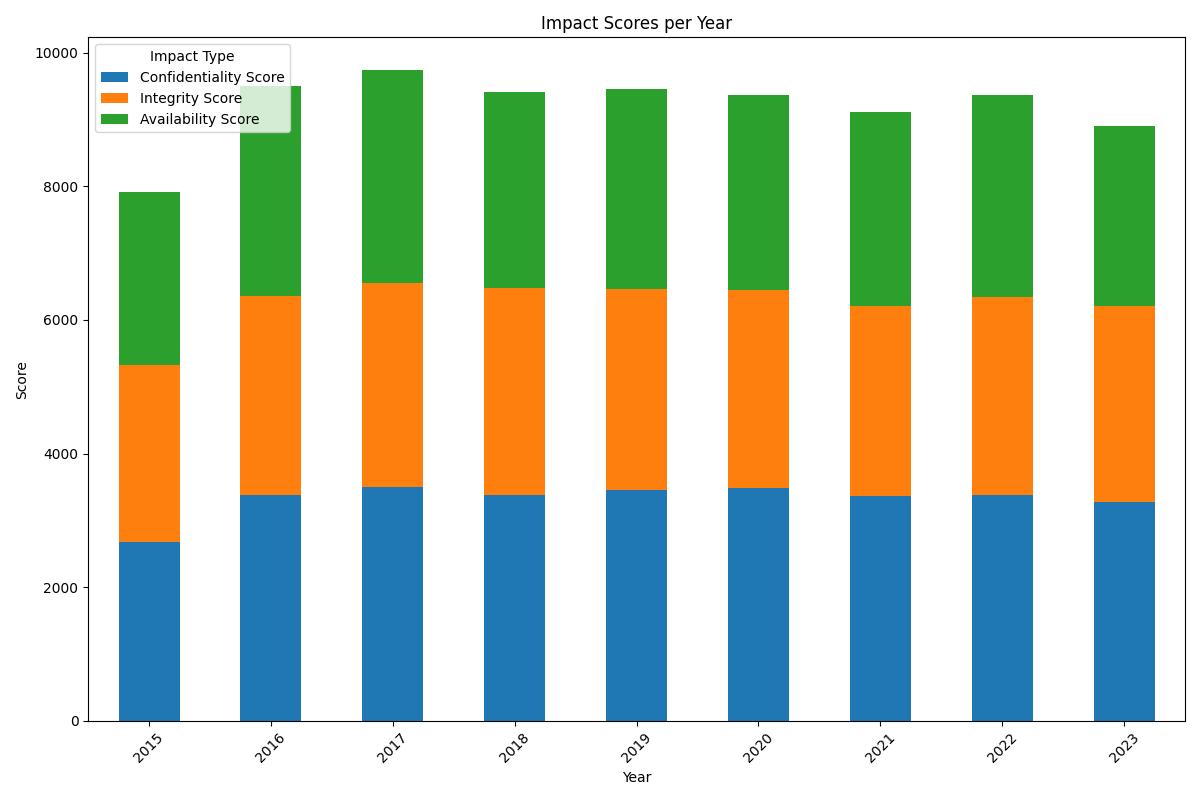 Impact Scores per Year
Impact Type
Confidentiality Score
Integrity Score
Availability Score
Score
10000
8000
6000
4000
2000
0
2015
2016
2017
2018
2019
2020
2021
2022
2023
Year